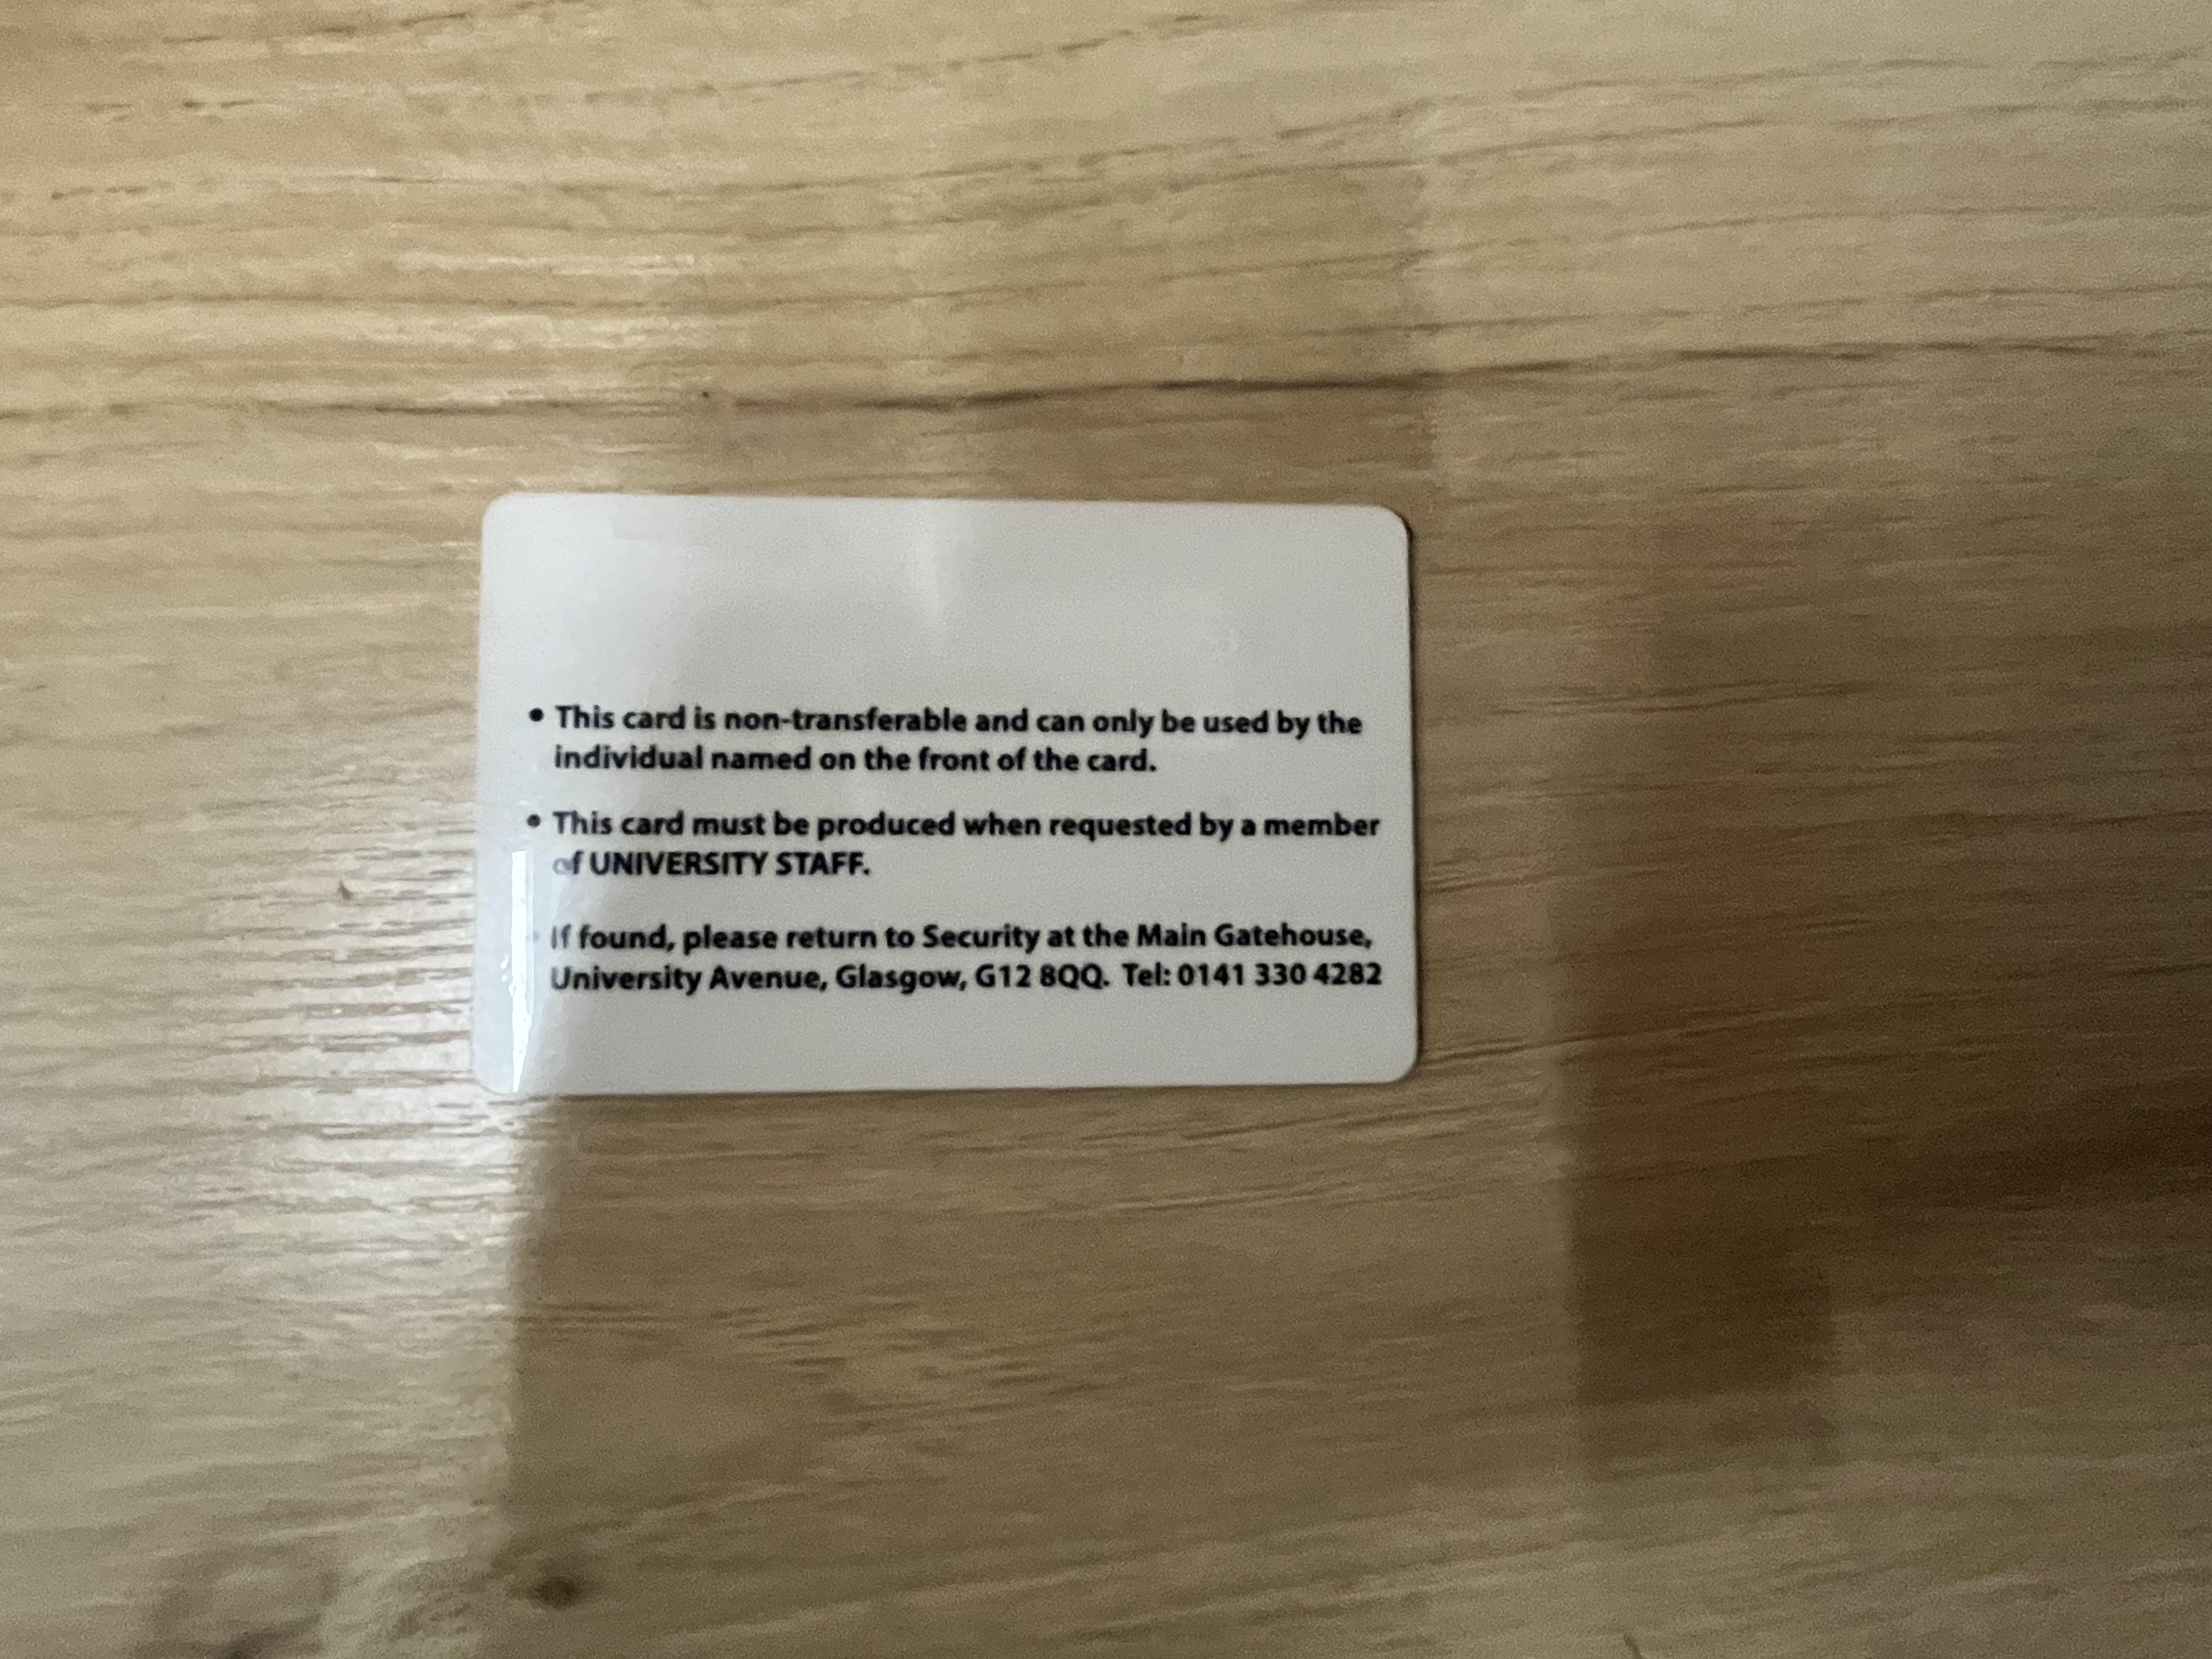 • This card is non-transferable and can only be used by the
individual named on the front of the card.
• This card must be produced when requested by a member
of UNIVERSITY STAFF.
• If found, please return to Security at the Main Gatehouse,
University Avenue, Glasgow, G12 8QQ. Tel: 0141 330 4282